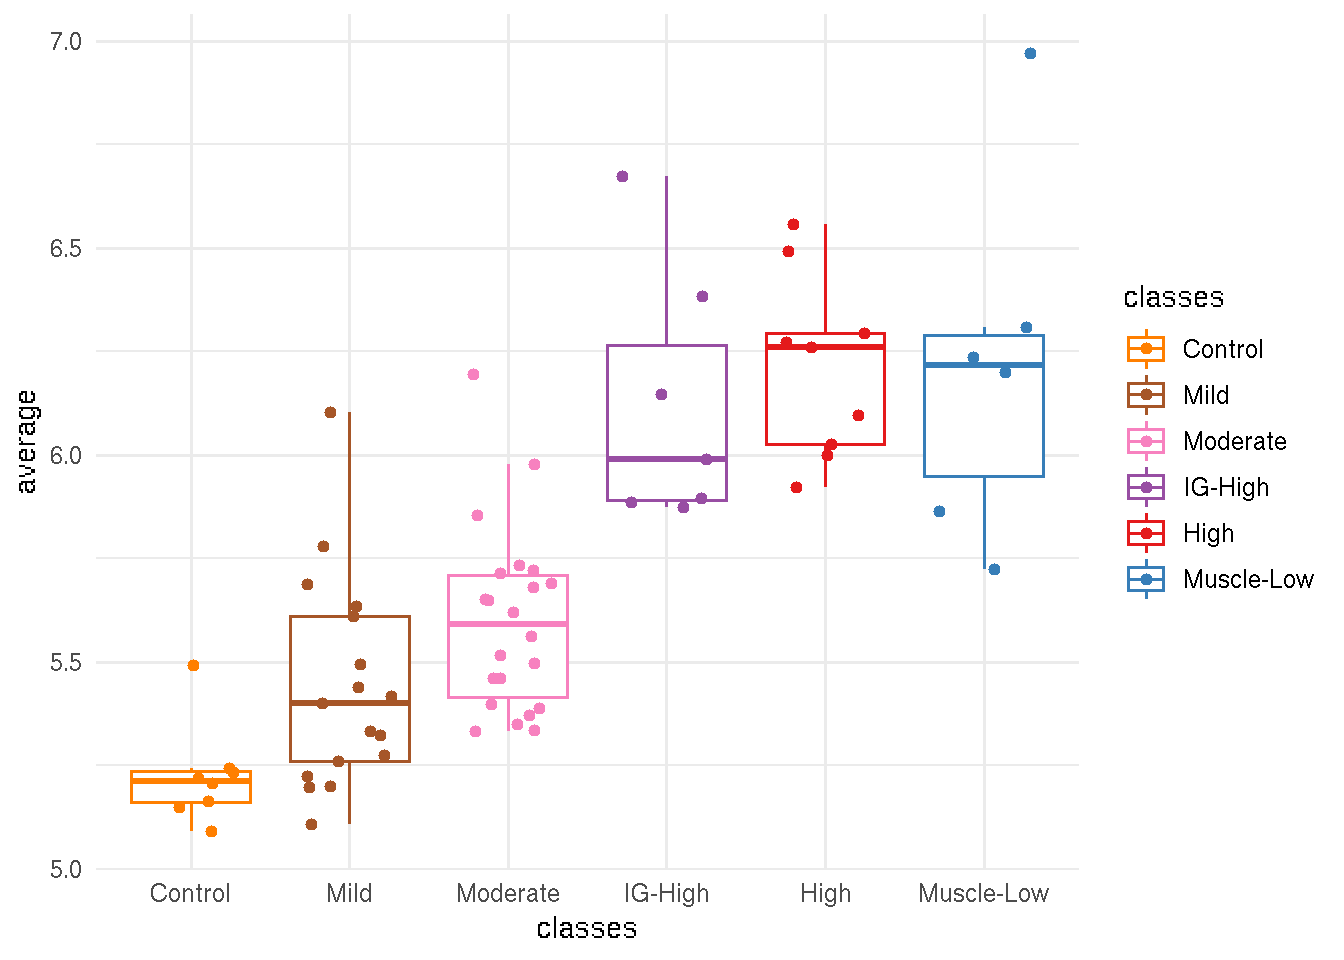 7.0
6.5
6.0
5.5
5.0
average
Control Mild Moderate IG-High High Muscle-Low
classes
classes
Control
Mild
Moderate
IG-High
High
Muscle-Low